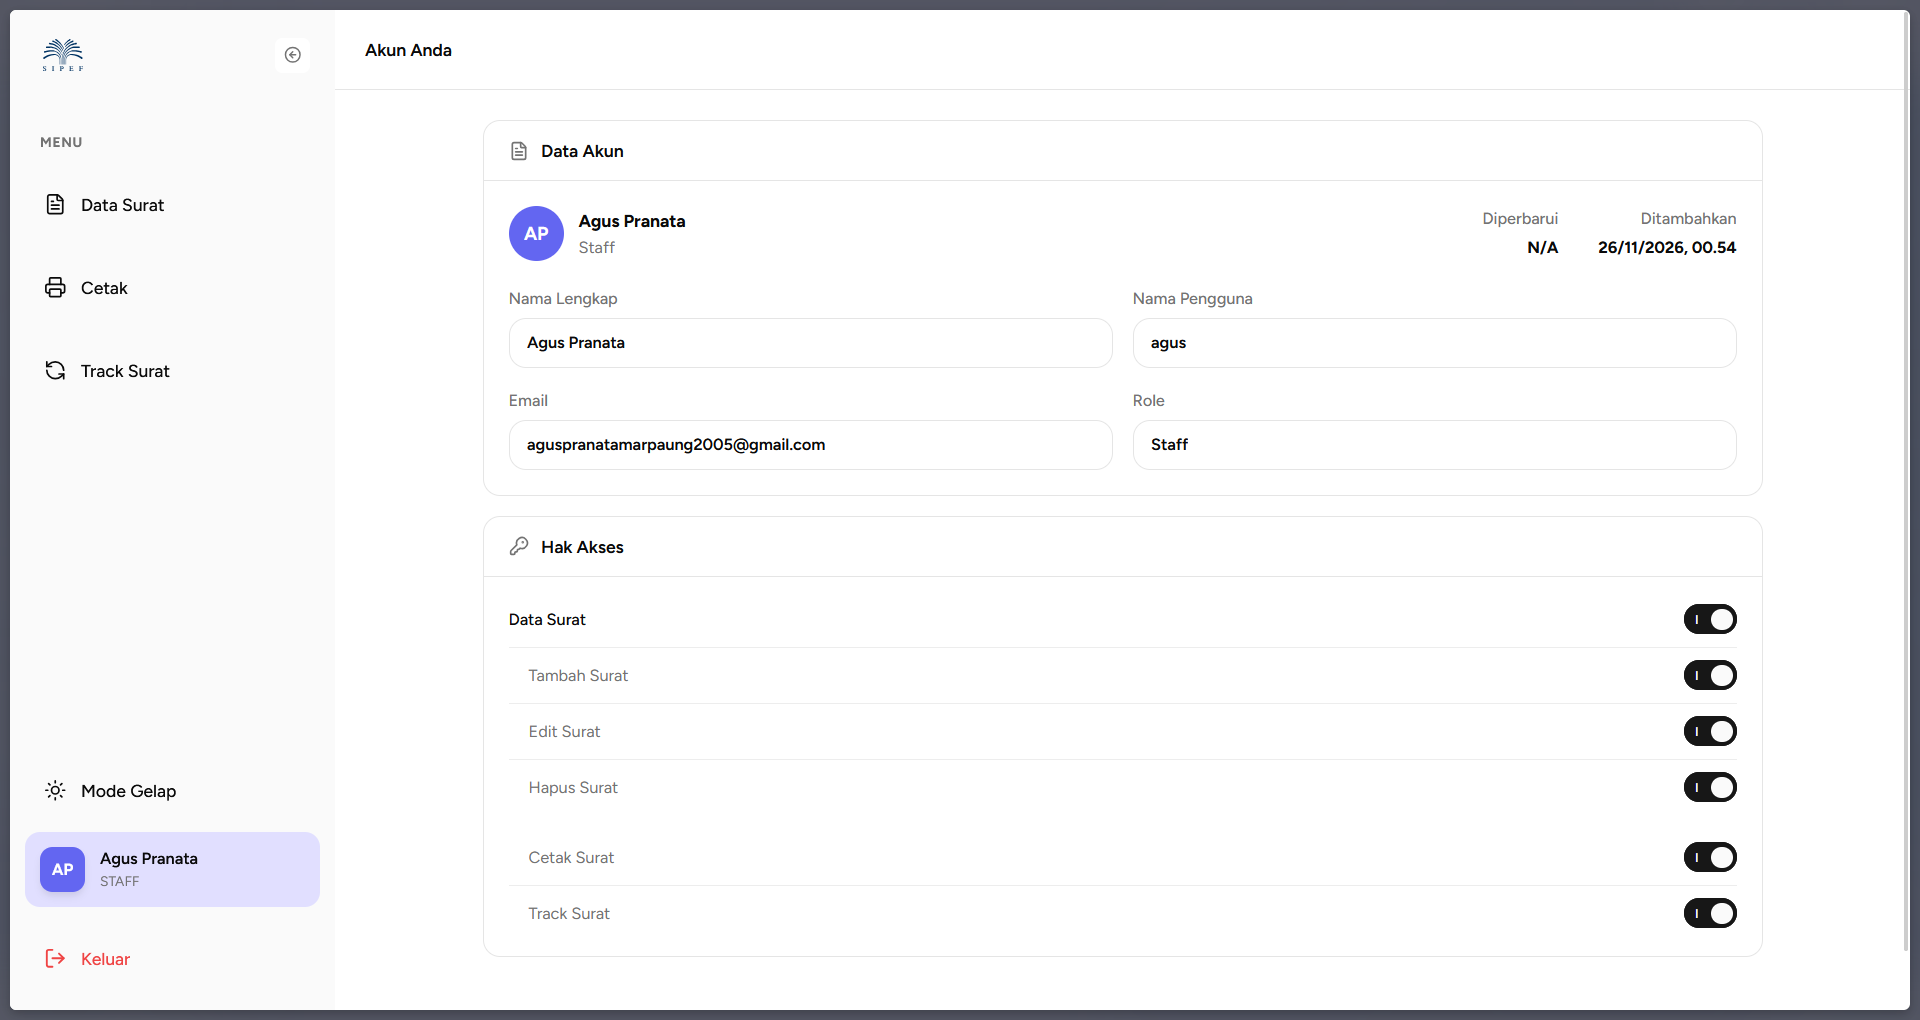 SIPEF
Akun Anda
MENU
Data Surat
Cetak
Track Surat
Mode Gelap
AP
Agus Pranata
STAFF
Keluar
Data Akun
AP
Agus Pranata
Staff
Diperbarui
N/A
Ditambahkan
26/11/2026, 00.54
Nama Lengkap
Agus Pranata
Nama Pengguna
agus
Email
aguspranatamarpaung2005@gmail.com
Role
Staff
Hak Akses
Data Surat
Tambah Surat
Edit Surat
Hapus Surat
Cetak Surat
Track Surat